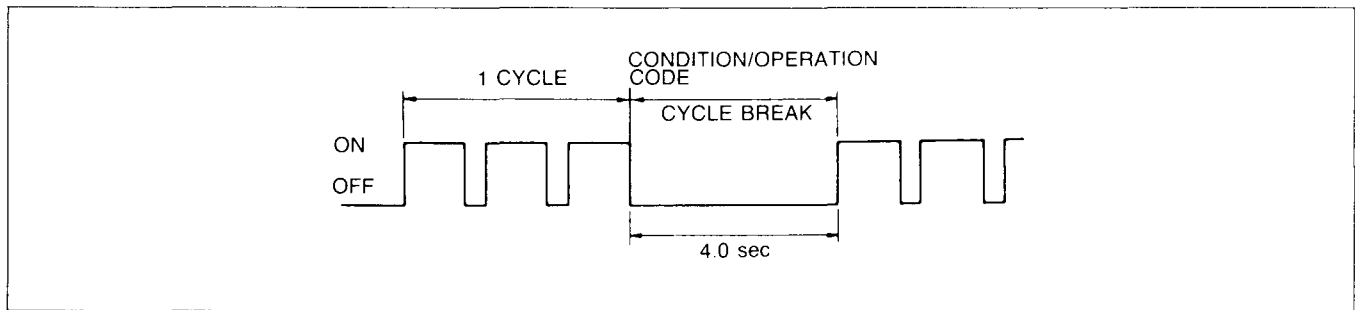 CONDITION/OPERATION
1 CYCLE
CODE
CYCLE BREAK
ON
OFF
4.0 sec